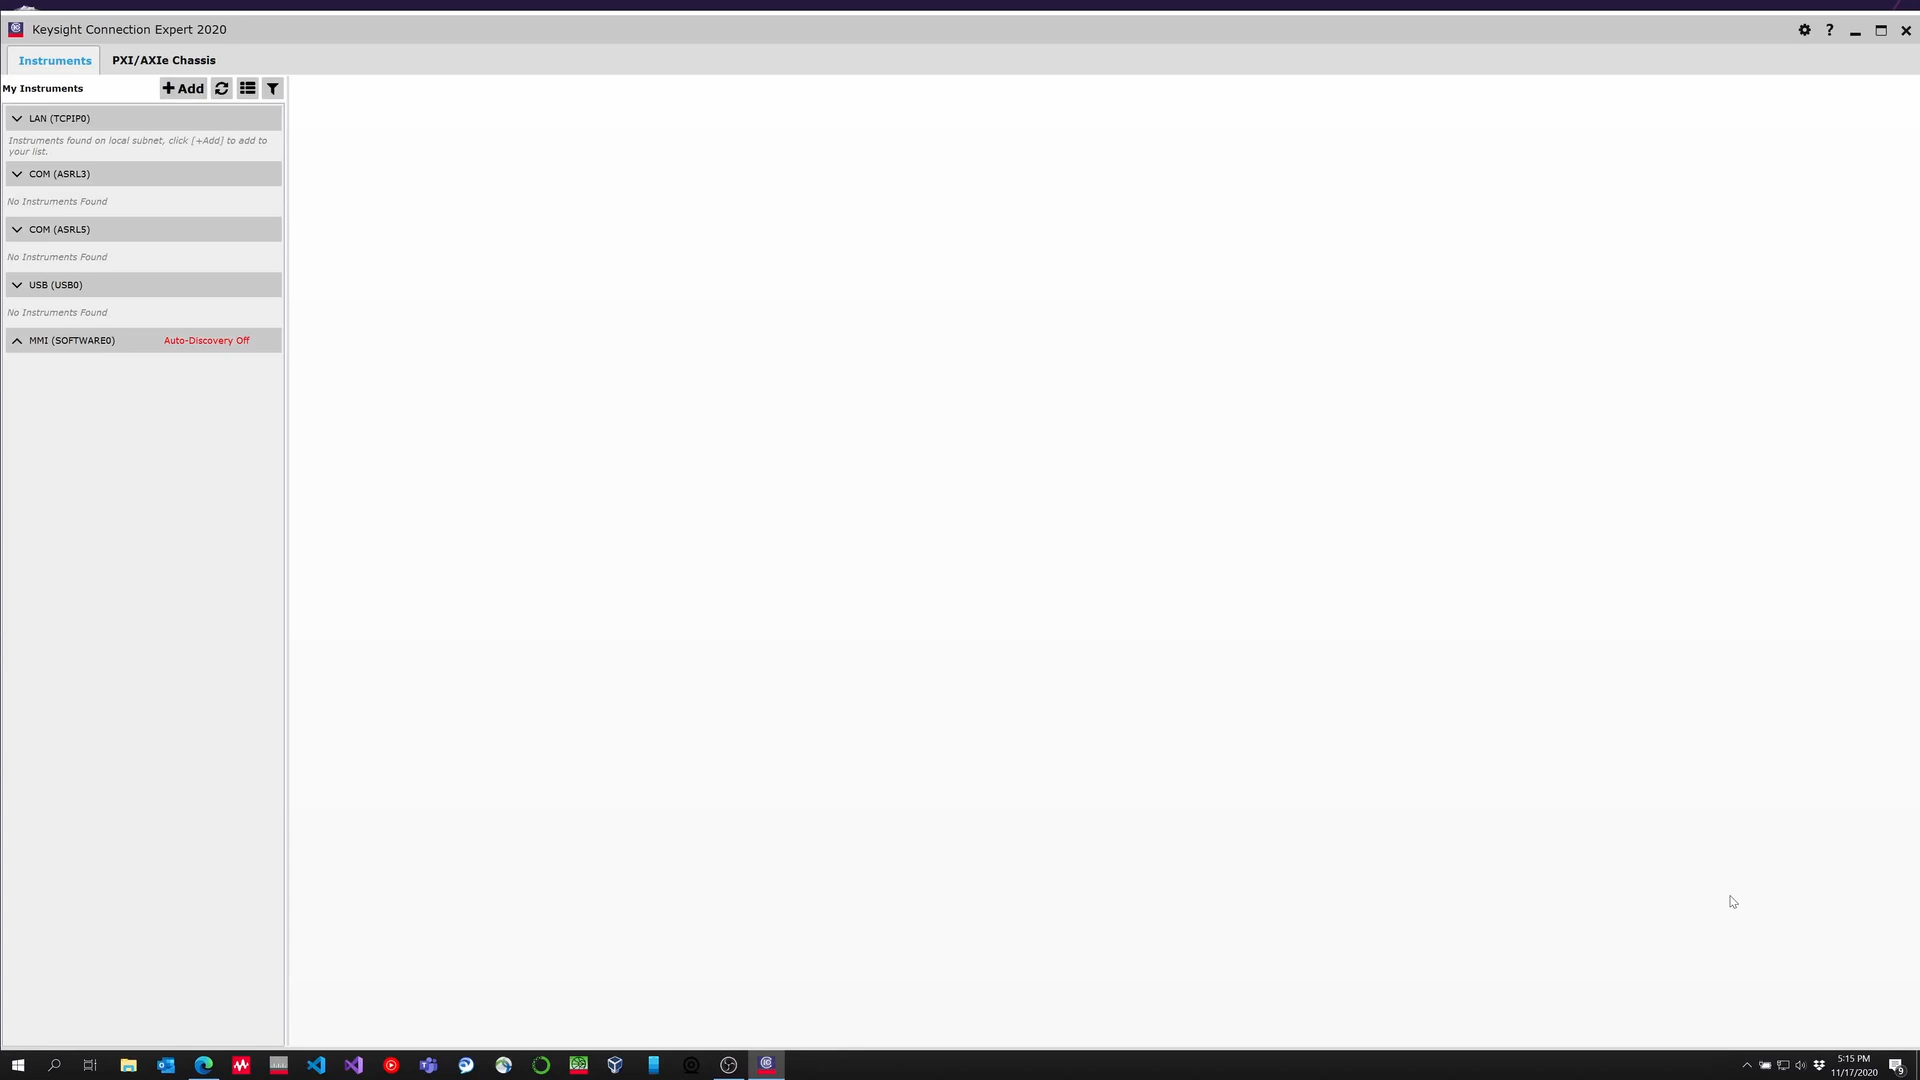 Keysight Connection Expert 2020
Instruments
PXI/AXIe Chassis
My Instruments
Add
LAN (TCPIP0)
Instruments found on local subnet, click [+Add] to add to
your list.
COM (ASRL3)
No Instruments Found
COM (ASRL5)
No Instruments Found
USB (USB0)
No Instruments Found
MMI (SOFTWARE0)
Auto-Discovery Off
5:15 PM
11/17/2020
9